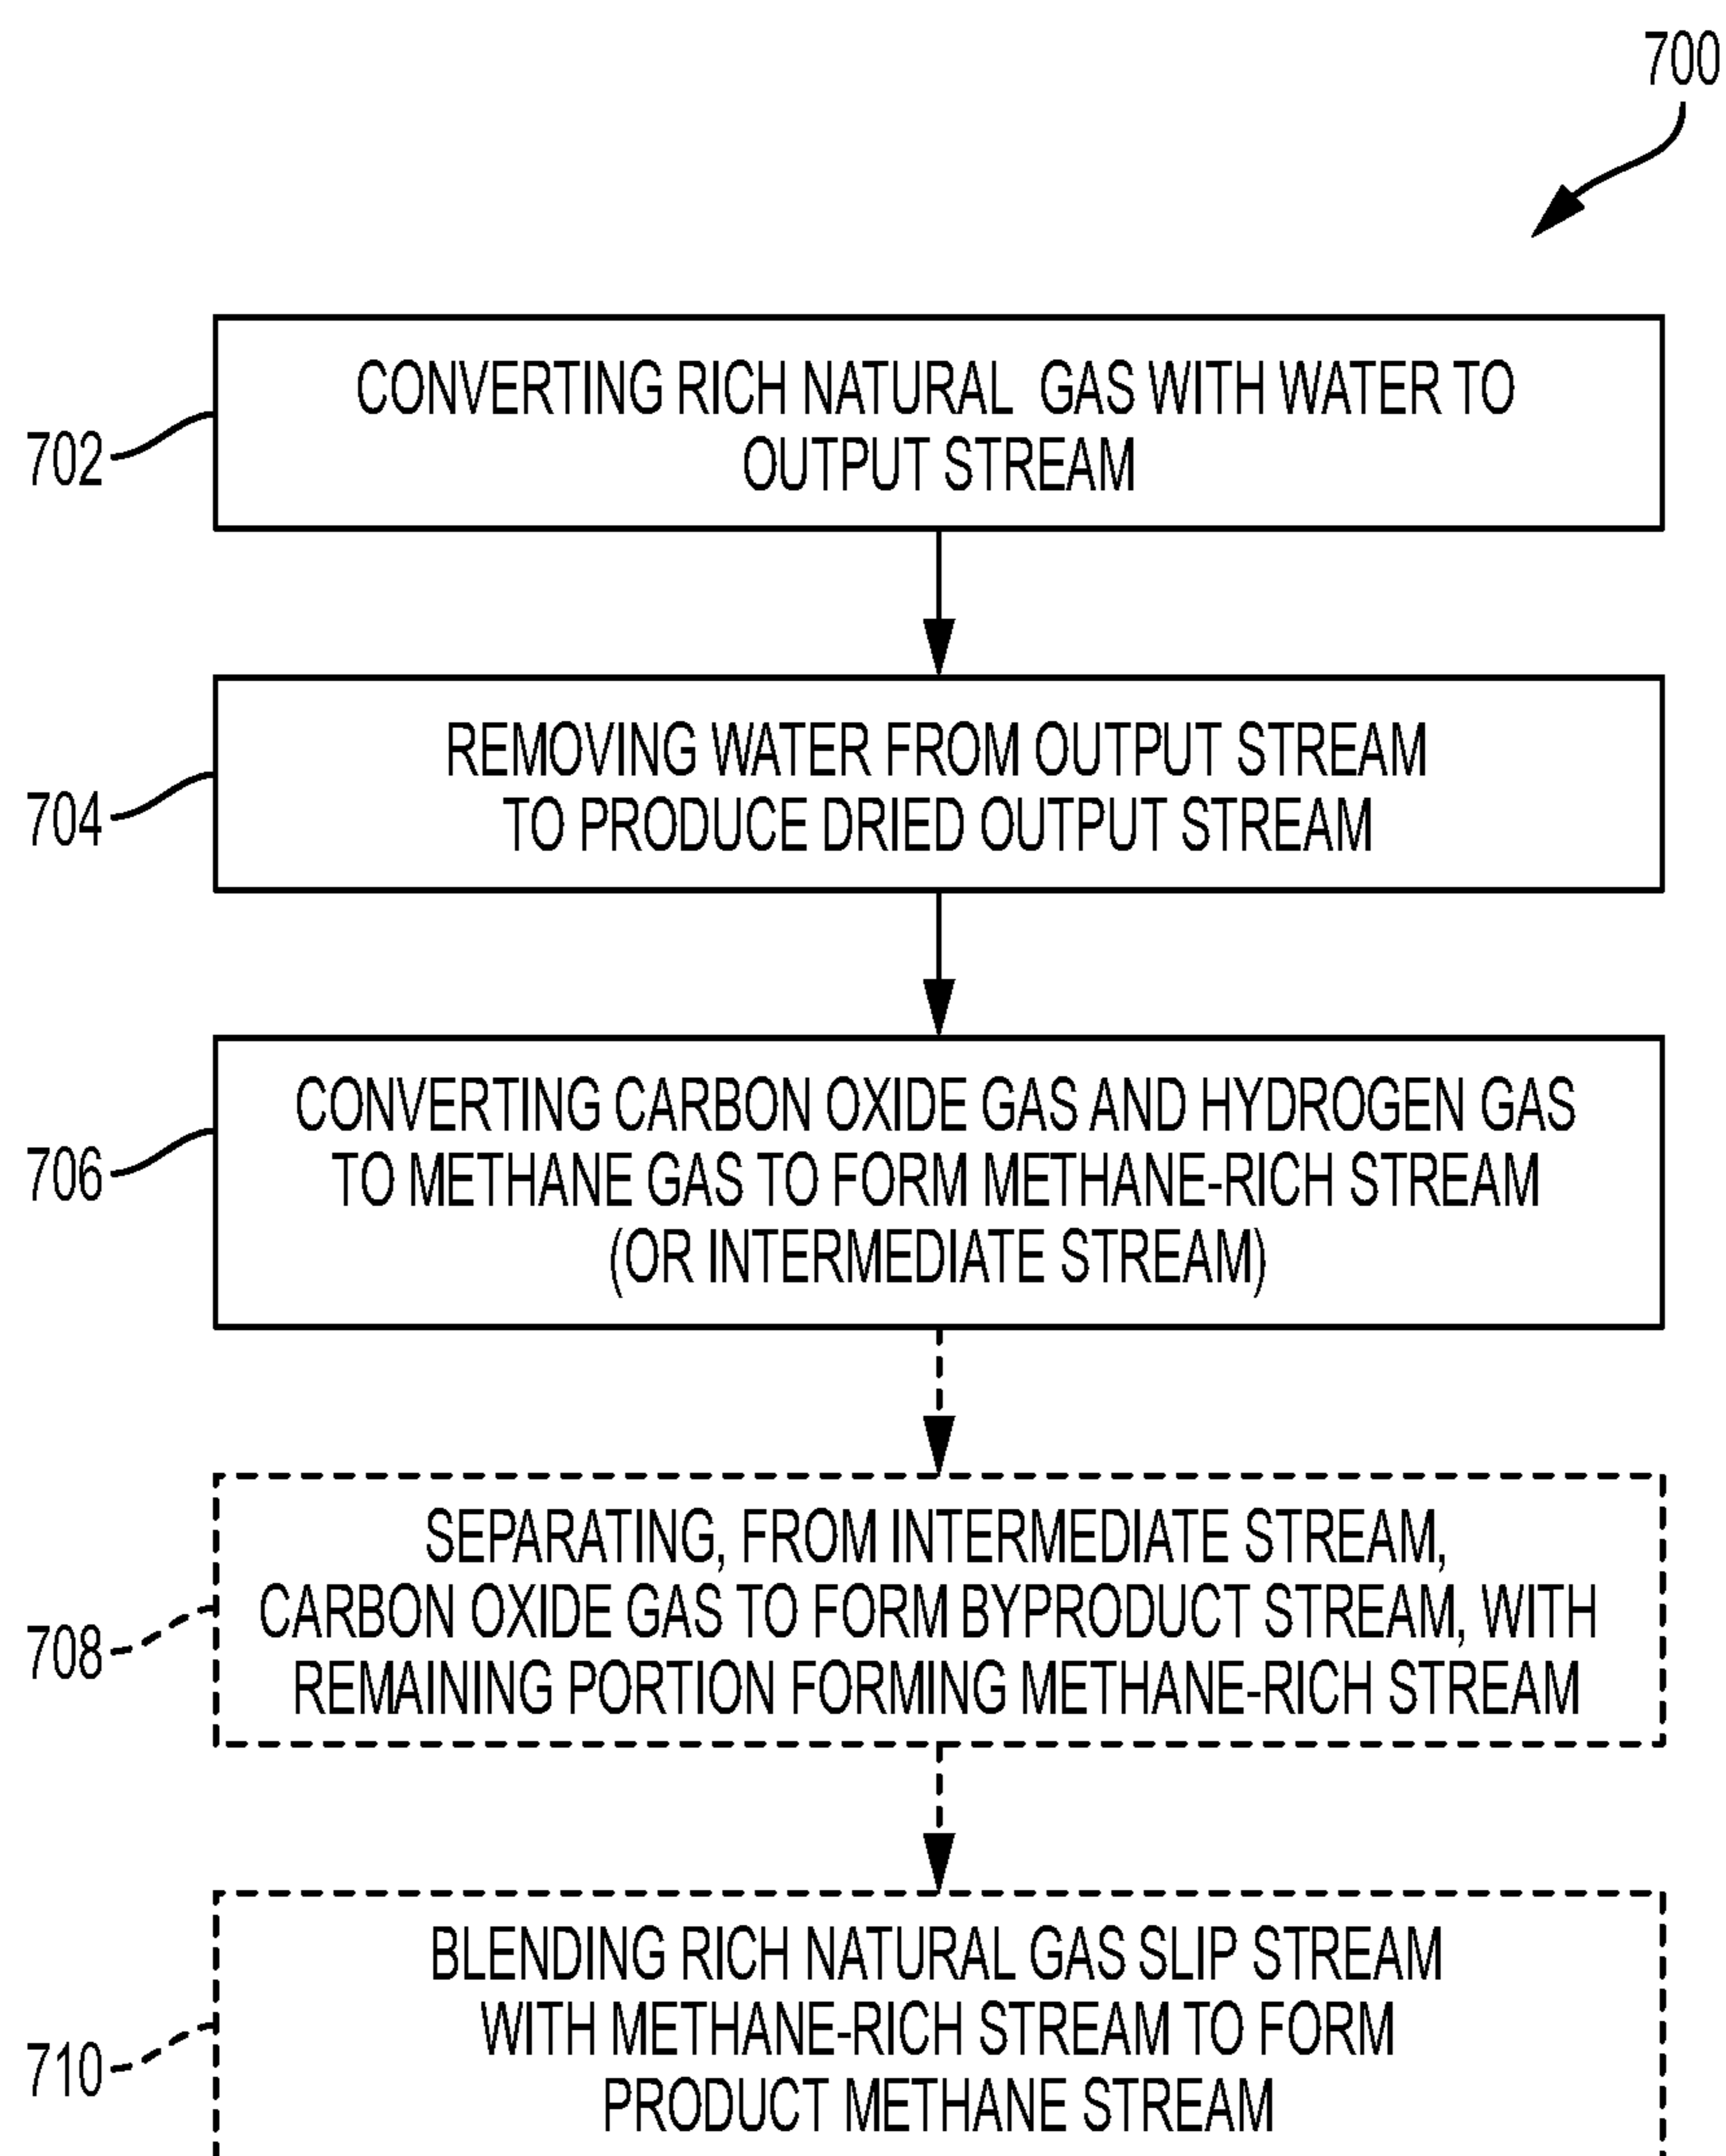 700
702
CONVERTING RICH NATURAL GAS WITH WATER TO
OUTPUT STREAM
704
REMOVING WATER FROM OUTPUT STREAM
TO PRODUCE DRIED OUTPUT STREAM
706
CONVERTING CARBON OXIDE GAS AND HYDROGEN GAS
TO METHANE GAS TO FORM METHANE-RICH STREAM
(OR INTERMEDIATE STREAM)
708
SEPARATING, FROM INTERMEDIATE STREAM,
CARBON OXIDE GAS TO FORM BYPRODUCT STREAM, WITH
REMAINING PORTION FORMING METHANE-RICH STREAM
710
BLENDING RICH NATURAL GAS SLIP STREAM
WITH METHANE-RICH STREAM TO FORM
PRODUCT METHANE STREAM